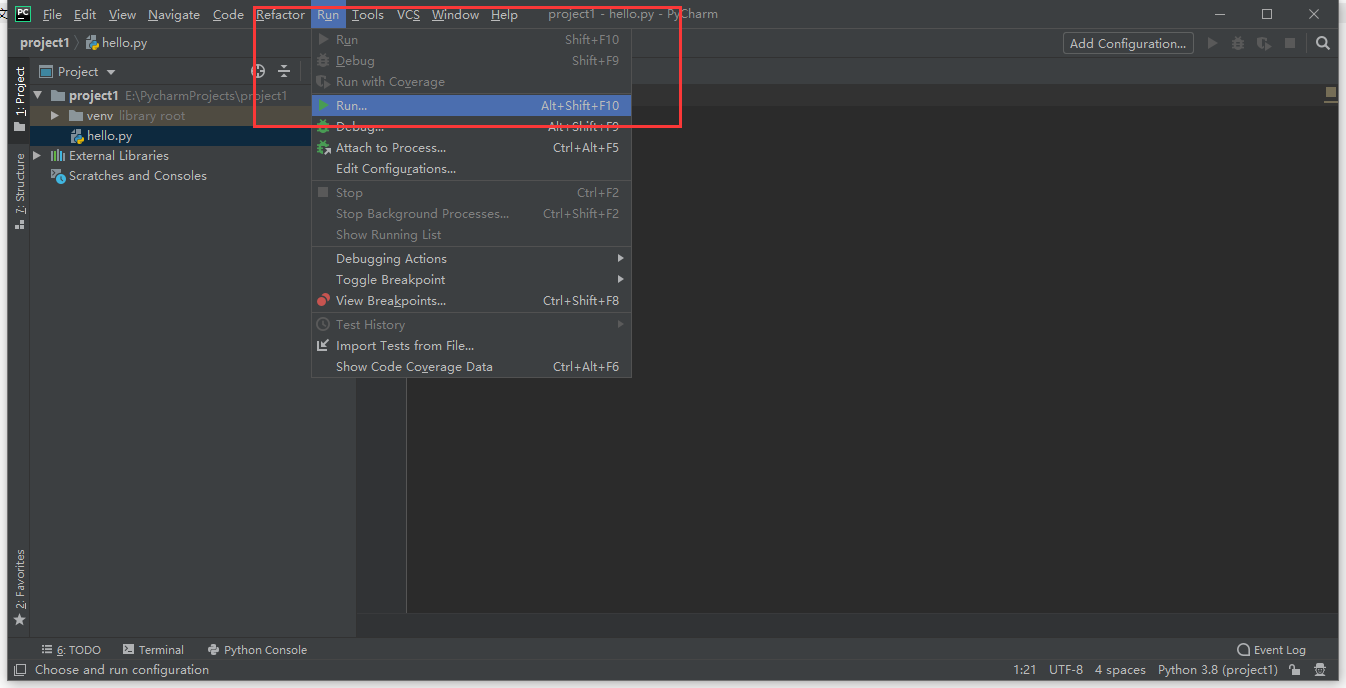 文
PC File Edit View Navigate Code Refactor Run Tools VCS Window Help project1 - hello.py - PyCharm
project1 hello.py
Add Configuration...
1: Project
Project
project1 E:\PycharmProjects\project1
venv library root
hello.py
External Libraries
Scratches and Consoles
7: Structure
2: Favorites
Run Shift+F10
Debug Shift+F9
Run with Coverage
Run... Alt+Shift+F10
Debug... Alt+Shift+F9
Attach to Process... Ctrl+Alt+F5
Edit Configurations...
Stop Ctrl+F2
Stop Background Processes... Ctrl+Shift+F2
Show Running List
Debugging Actions
Toggle Breakpoint
View Breakpoints... Ctrl+Shift+F8
Test History
Import Tests from File...
Show Code Coverage Data Ctrl+Alt+F6
6: TODO Terminal Python Console Event Log
Choose and run configuration 1:21 UTF-8 4 spaces Python 3.8 (project1)